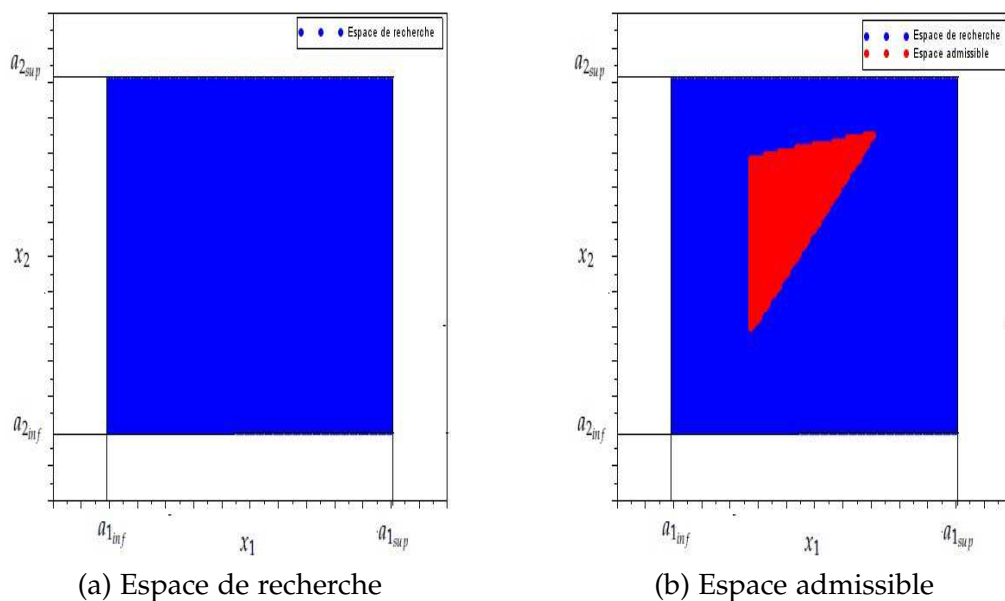 Espace de recherche
a2sup
x2
a2inf
a1inf
x1
a1sup
(a) Espace de recherche
Espace de recherche
Espace admissible
a2sup
x2
a2inf
a1inf
x1
a1sup
(b) Espace admissible